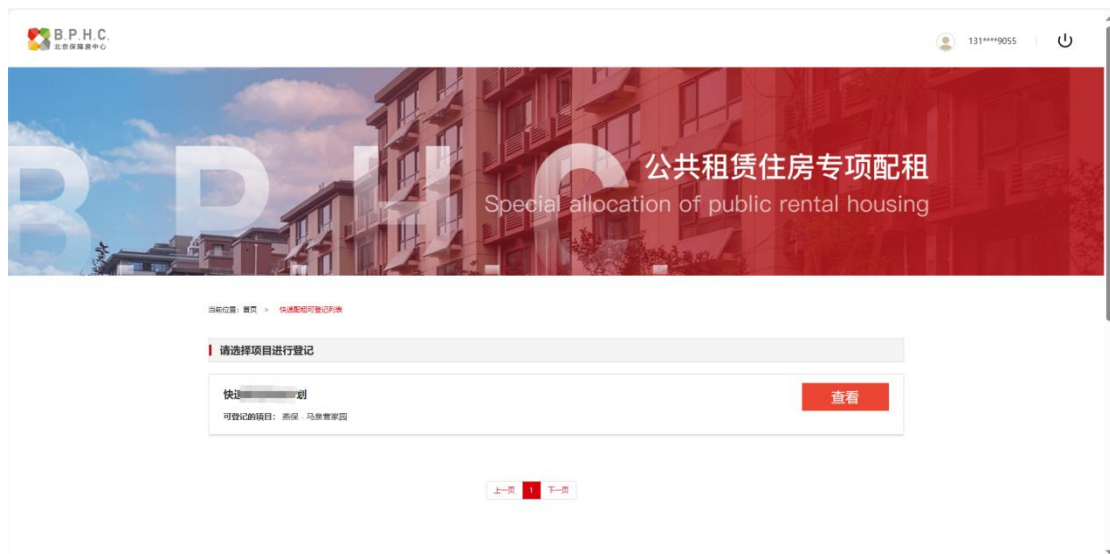 B.P.H.C.
北京保障房中心
131****9055
B P H C
公共租赁住房专项配租
Special allocation of public rental housing
当前位置: 首页 > 快速配租可登记列表
请选择项目进行登记
快速 划
查看
可登记的项目: 燕保·马泉营家园
上一页 1 下一页